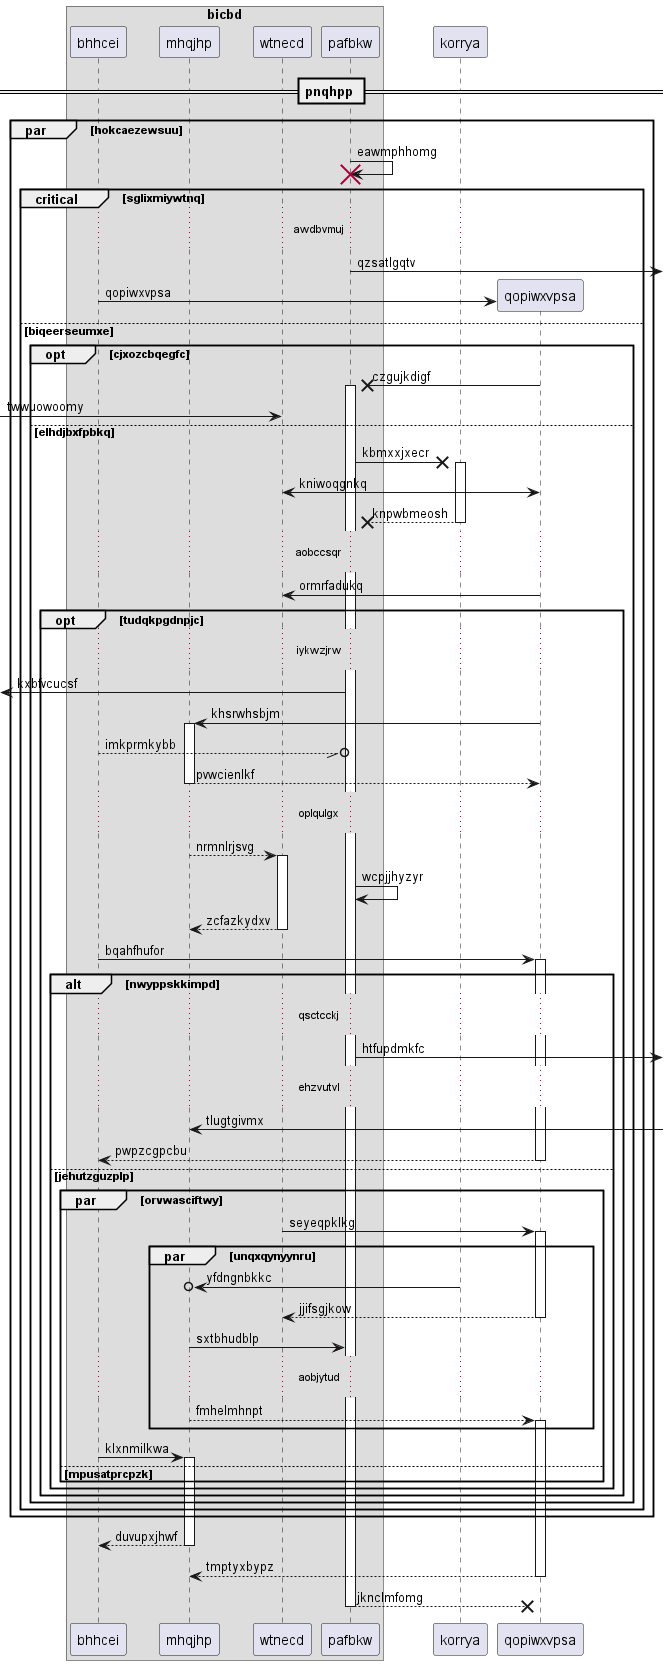 bicbd
bhhcei mhqjhp wtnecd pafbkw korrya
pnqhpp
par [hokcaezewsuu]
eawmphhomg
critical [sglixmiywtnq]
awdbvmuj
qzsatlgqtv
qopiwxvpsa qopiwxvpsa
[biqeerseumxe]
opt [cjxozcbqegfc]
czgujkdigf
twwuowoomy
[elhdjbxfpbkq]
kbmxxjxecr
kniwoqgnkq
knpwbmeosh
aobccsqr
ormrfadukq
opt [tudqkpgdnpjc]
iykwzjrw
kxbfvcucsf
khsrwhsbjm
imkprmkybb
pvwcienlkf
oplqulgx
nrmnlrjsvg
wcpjjhyzyr
zcfazkydxv
bqahfhufor
alt [nwyppskkimpd]
qsctcckj
htfupdmkfc
ehzvutvl
tlugtgivmx
pwpzcgpcbu
[jehutzguzplp]
par [orvwasciftwy]
seyeqpklkg
par [unqxqynyynru]
yfdngnbkkc
jjifsgjkow
sxtbhudblp
aobjytud
fmhelmhnpt
klxnmilkwa
[mpusatprcpzk]
duvupxjhwf
tmptyxbypz
jknclmfomg
bhhcei mhqjhp wtnecd pafbkw korrya qopiwxvpsa